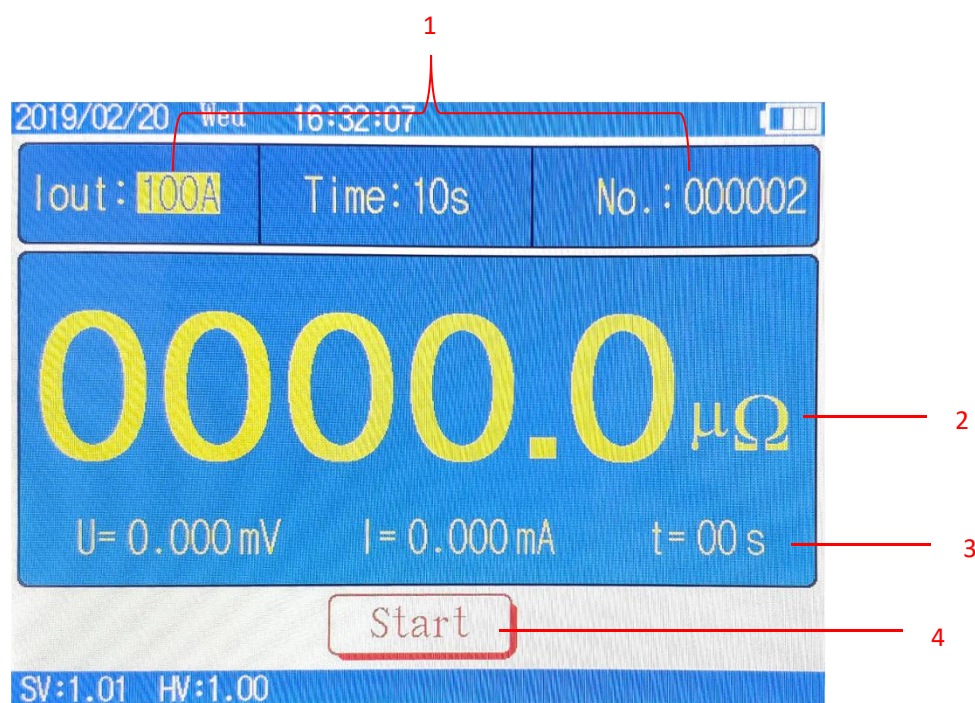 1
2019/02/20 Wed 16:32:07
Iout: 100A Time: 10s No.: 000002
0000.0 μΩ
2
U= 0.000 mV I= 0.000 mA t= 00 s
3
Start
4
SV:1.01 HV:1.00